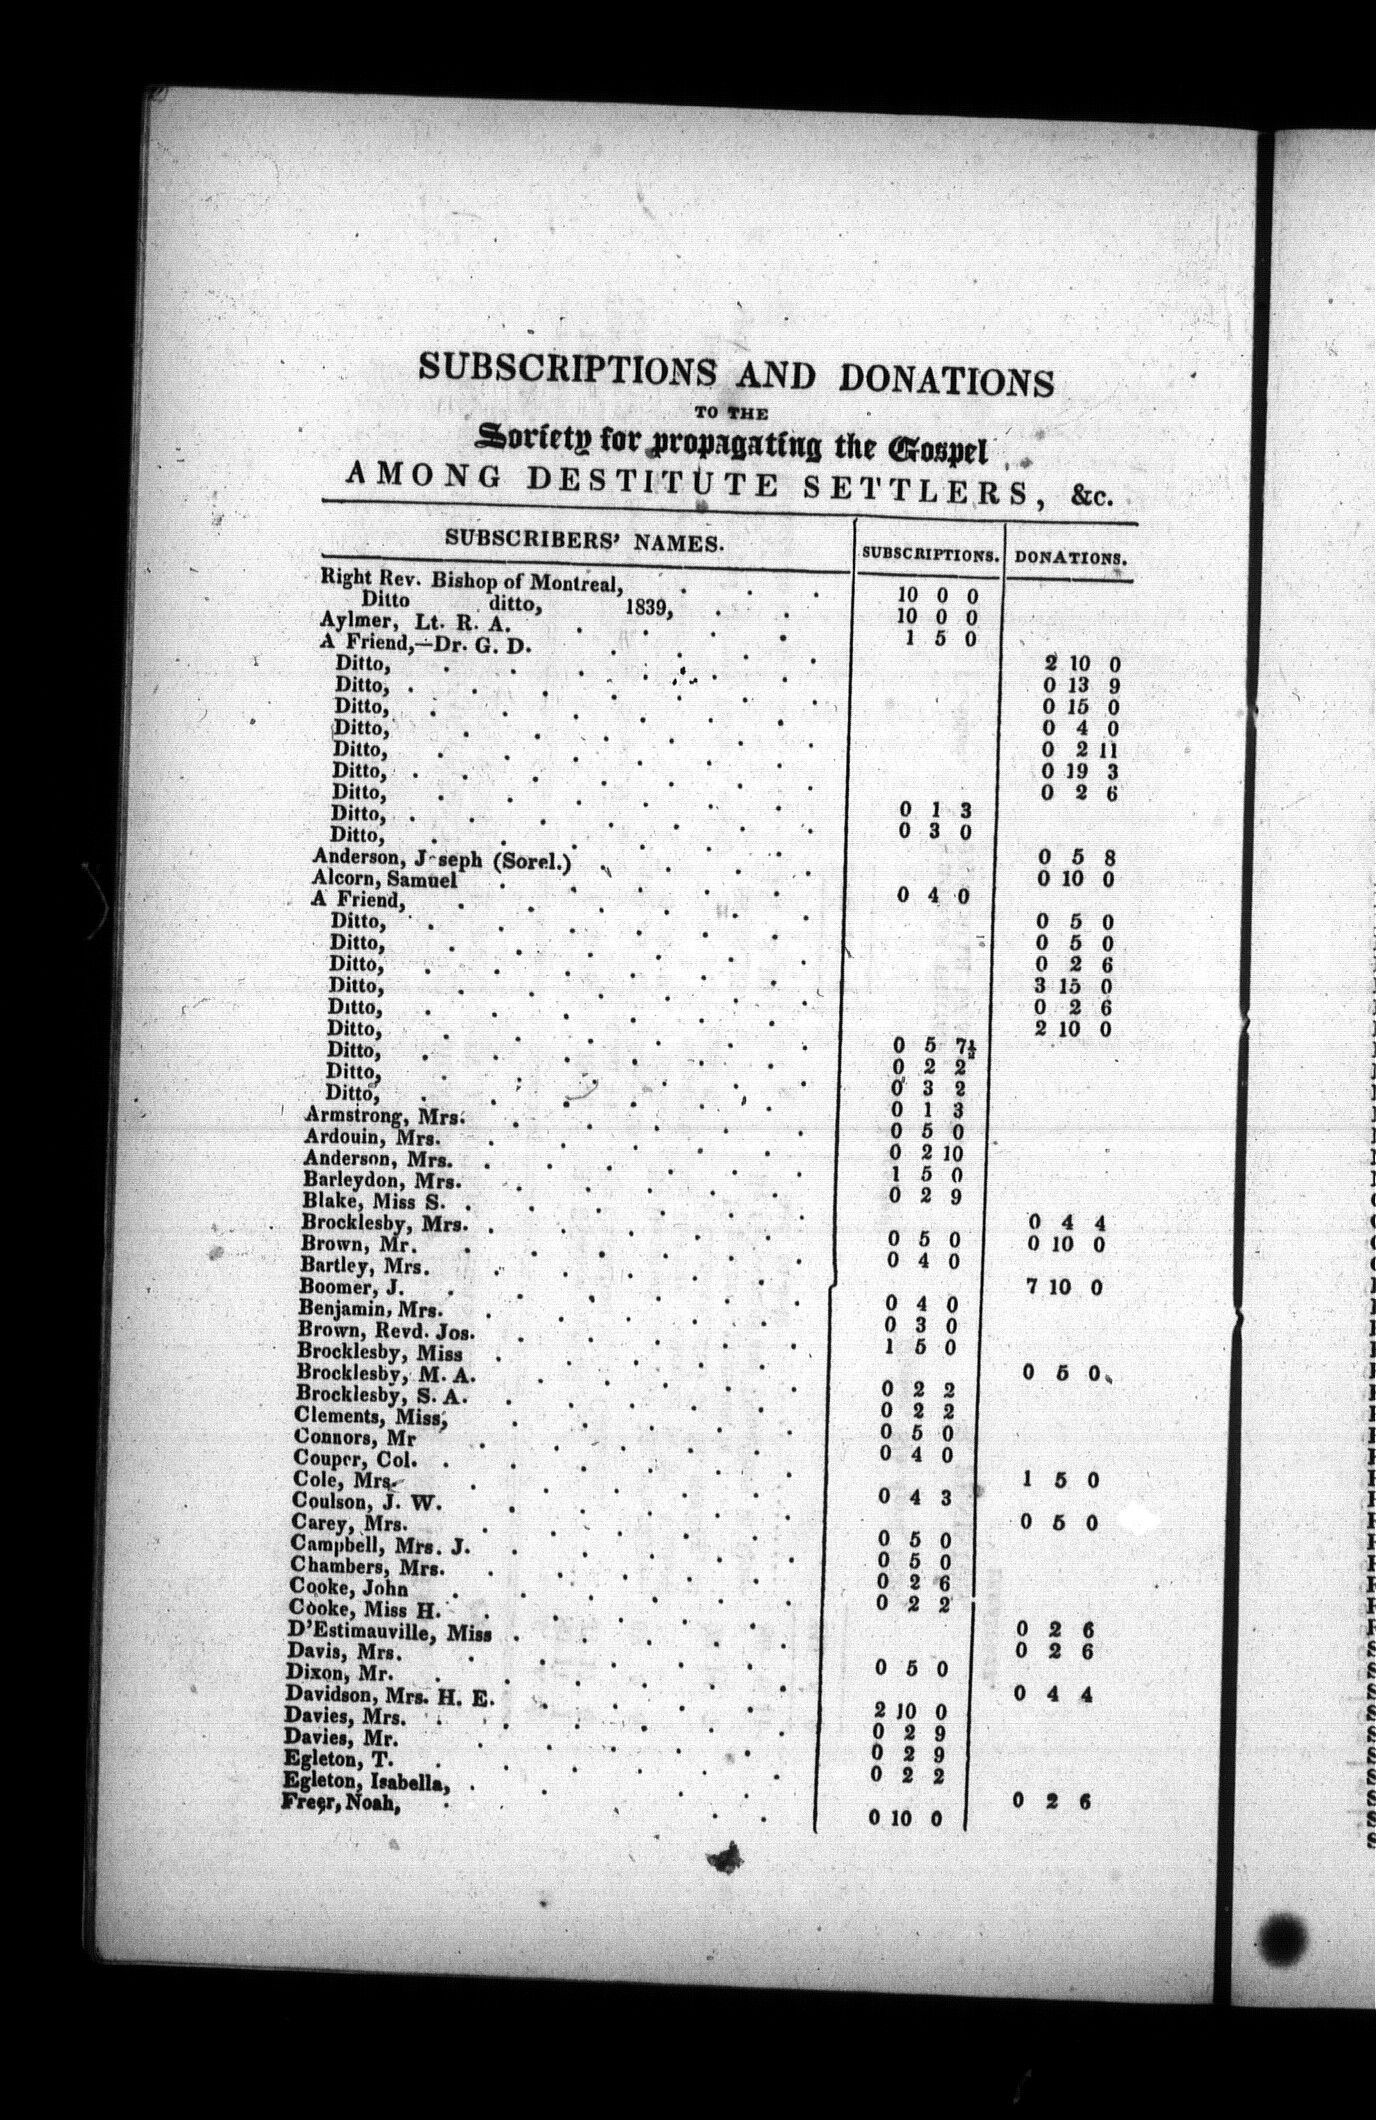 SUBSCRIPTIONS AND DONATIONS
TO THE
Society for propagating the Gospel
AMONG DESTITUTE SETTLERS, &c.
SUBSCRIBERS' NAMES. SUBSCRIPTIONS. DONATIONS.
Right Rev. Bishop of Montreal, . . . 10 0 0
Ditto ditto, 1839, . . 10 0 0
Aylmer, Lt. R. A. . . . 1 5 0
A Friend,—Dr. G. D. . . . 2 10 0
Ditto, . . . 0 13 9
Ditto, . . . 0 15 0
Ditto, . . . 0 4 0
Ditto, . . . 0 2 11
Ditto, . . . 0 19 3
Ditto, . . . 0 2 6
Ditto, . . . 0 1 3
Ditto, . . . 0 3 0
Ditto, . . . 0 5 8
Anderson, J seph (Sorel.) . . . 0 10 0
Alcorn, Samuel . . . 0 4 0
A Friend, . . . 0 5 0
Ditto, . . . 0 5 0
Ditto, . . . 0 2 6
Ditto, . . . 3 15 0
Ditto, . . . 0 2 6
Ditto, . . . 2 10 0
Ditto, . . . 0 5 7½
Ditto, . . . 0 2 2
Ditto, . . . 0 3 2
Ditto, . . . 0 1 3
Armstrong, Mrs. . . . 0 5 0
Ardouin, Mrs. . . . 0 2 10
Anderson, Mrs. . . . 1 5 0
Barleydon, Mrs. . . . 0 2 9
Blake, Miss S. . . . 0 4 4
Brocklesby, Mrs. . . . 0 5 0 0 10 0
Brown, Mr. . . . 0 4 0
Bartley, Mrs. . . . 7 10 0
Boomer, J. . . . 0 4 0
Benjamin, Mrs. . . . 0 3 0
Brown, Revd. Jos. . . . 1 5 0
Brocklesby, Miss . . . 0 5 0
Brocklesby, M. A. . . . 0 2 2
Brocklesby, S. A. . . . 0 2 2
Clements, Miss, . . . 0 5 0
Connors, Mr . . . 0 4 0
Couper, Col. . . . 1 5 0
Cole, Mrs. . . . 0 4 3
Coulson, J. W. . . . 0 5 0
Carey, Mrs. . . . 0 5 0
Campbell, Mrs. J. . . . 0 5 0
Chambers, Mrs. . . . 0 2 6
Cooke, John . . . 0 2 2
Cooke, Miss H. . . . 0 2 6
D'Estimauville, Miss . . . 0 2 6
Davis, Mrs. . . . 0 5 0
Dixon, Mr. . . . 0 4 4
Davidson, Mrs. H. E. . . . 2 10 0
Davies, Mrs. . . . 0 2 9
Davies, Mr. . . . 0 2 9
Egleton, T. . . . 0 2 2
Egleton, Isabella, . . . 0 2 6
Freer, Noah, . . . 0 10 0